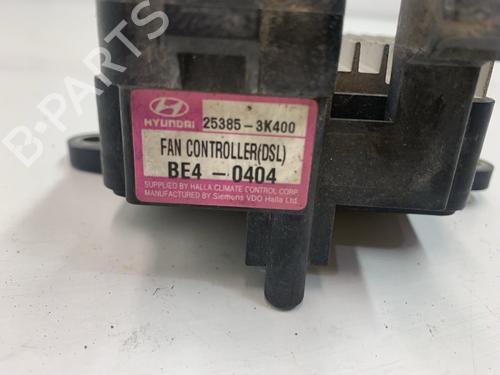 B-PARTS
HYUNDAI 25385-3K400
FAN CONTROLLER(DSL)
BE4 - 0404
SUPPLIED BY HALLA CLIMATE CONTROL CORP.
MANUFACTURED BY Siemens VDO Halla Ltd.